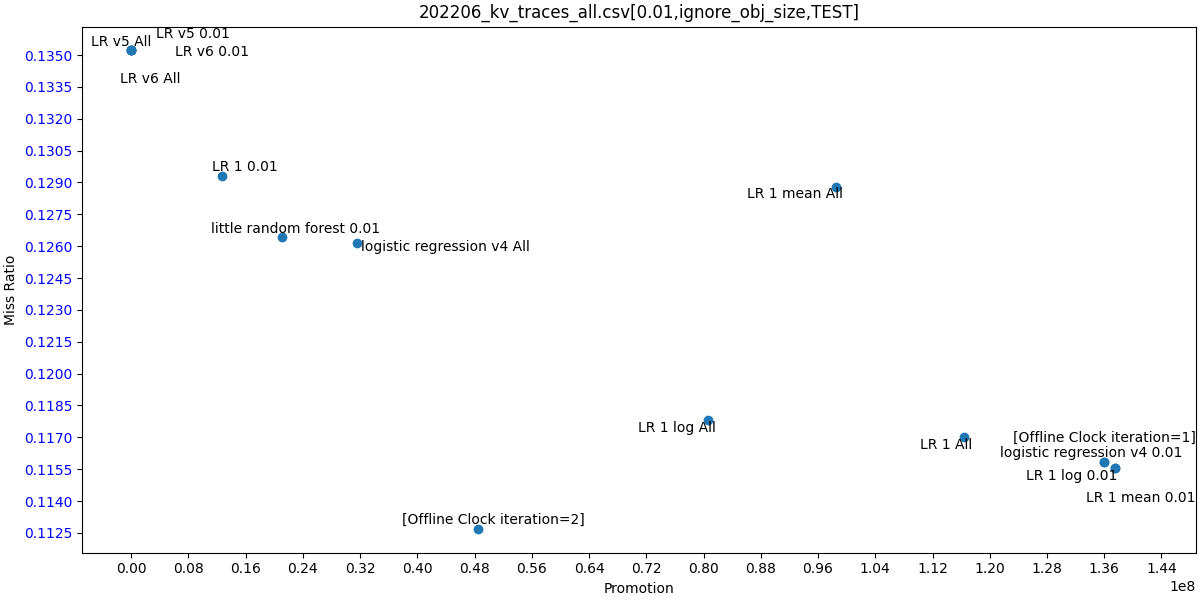 202206_kv_traces_all.csv[0.01,ignore_obj_size,TEST]
LR v5 0.01
LR v5 All
LR v6 0.01
LR v6 All
LR 1 0.01
LR 1 mean All
little random forest 0.01
logistic regression v4 All
LR 1 log All
[Offline Clock iteration=1]
LR 1 All
logistic regression v4 0.01
LR 1 log 0.01
LR 1 mean 0.01
[Offline Clock iteration=2]
Miss Ratio
0.1350
0.1335
0.1320
0.1305
0.1290
0.1275
0.1260
0.1245
0.1230
0.1215
0.1200
0.1185
0.1170
0.1155
0.1140
0.1125
0.00 0.08 0.16 0.24 0.32 0.40 0.48 0.56 0.64 0.72 0.80 0.88 0.96 1.04 1.12 1.20 1.28 1.36 1.44
1e8
Promotion